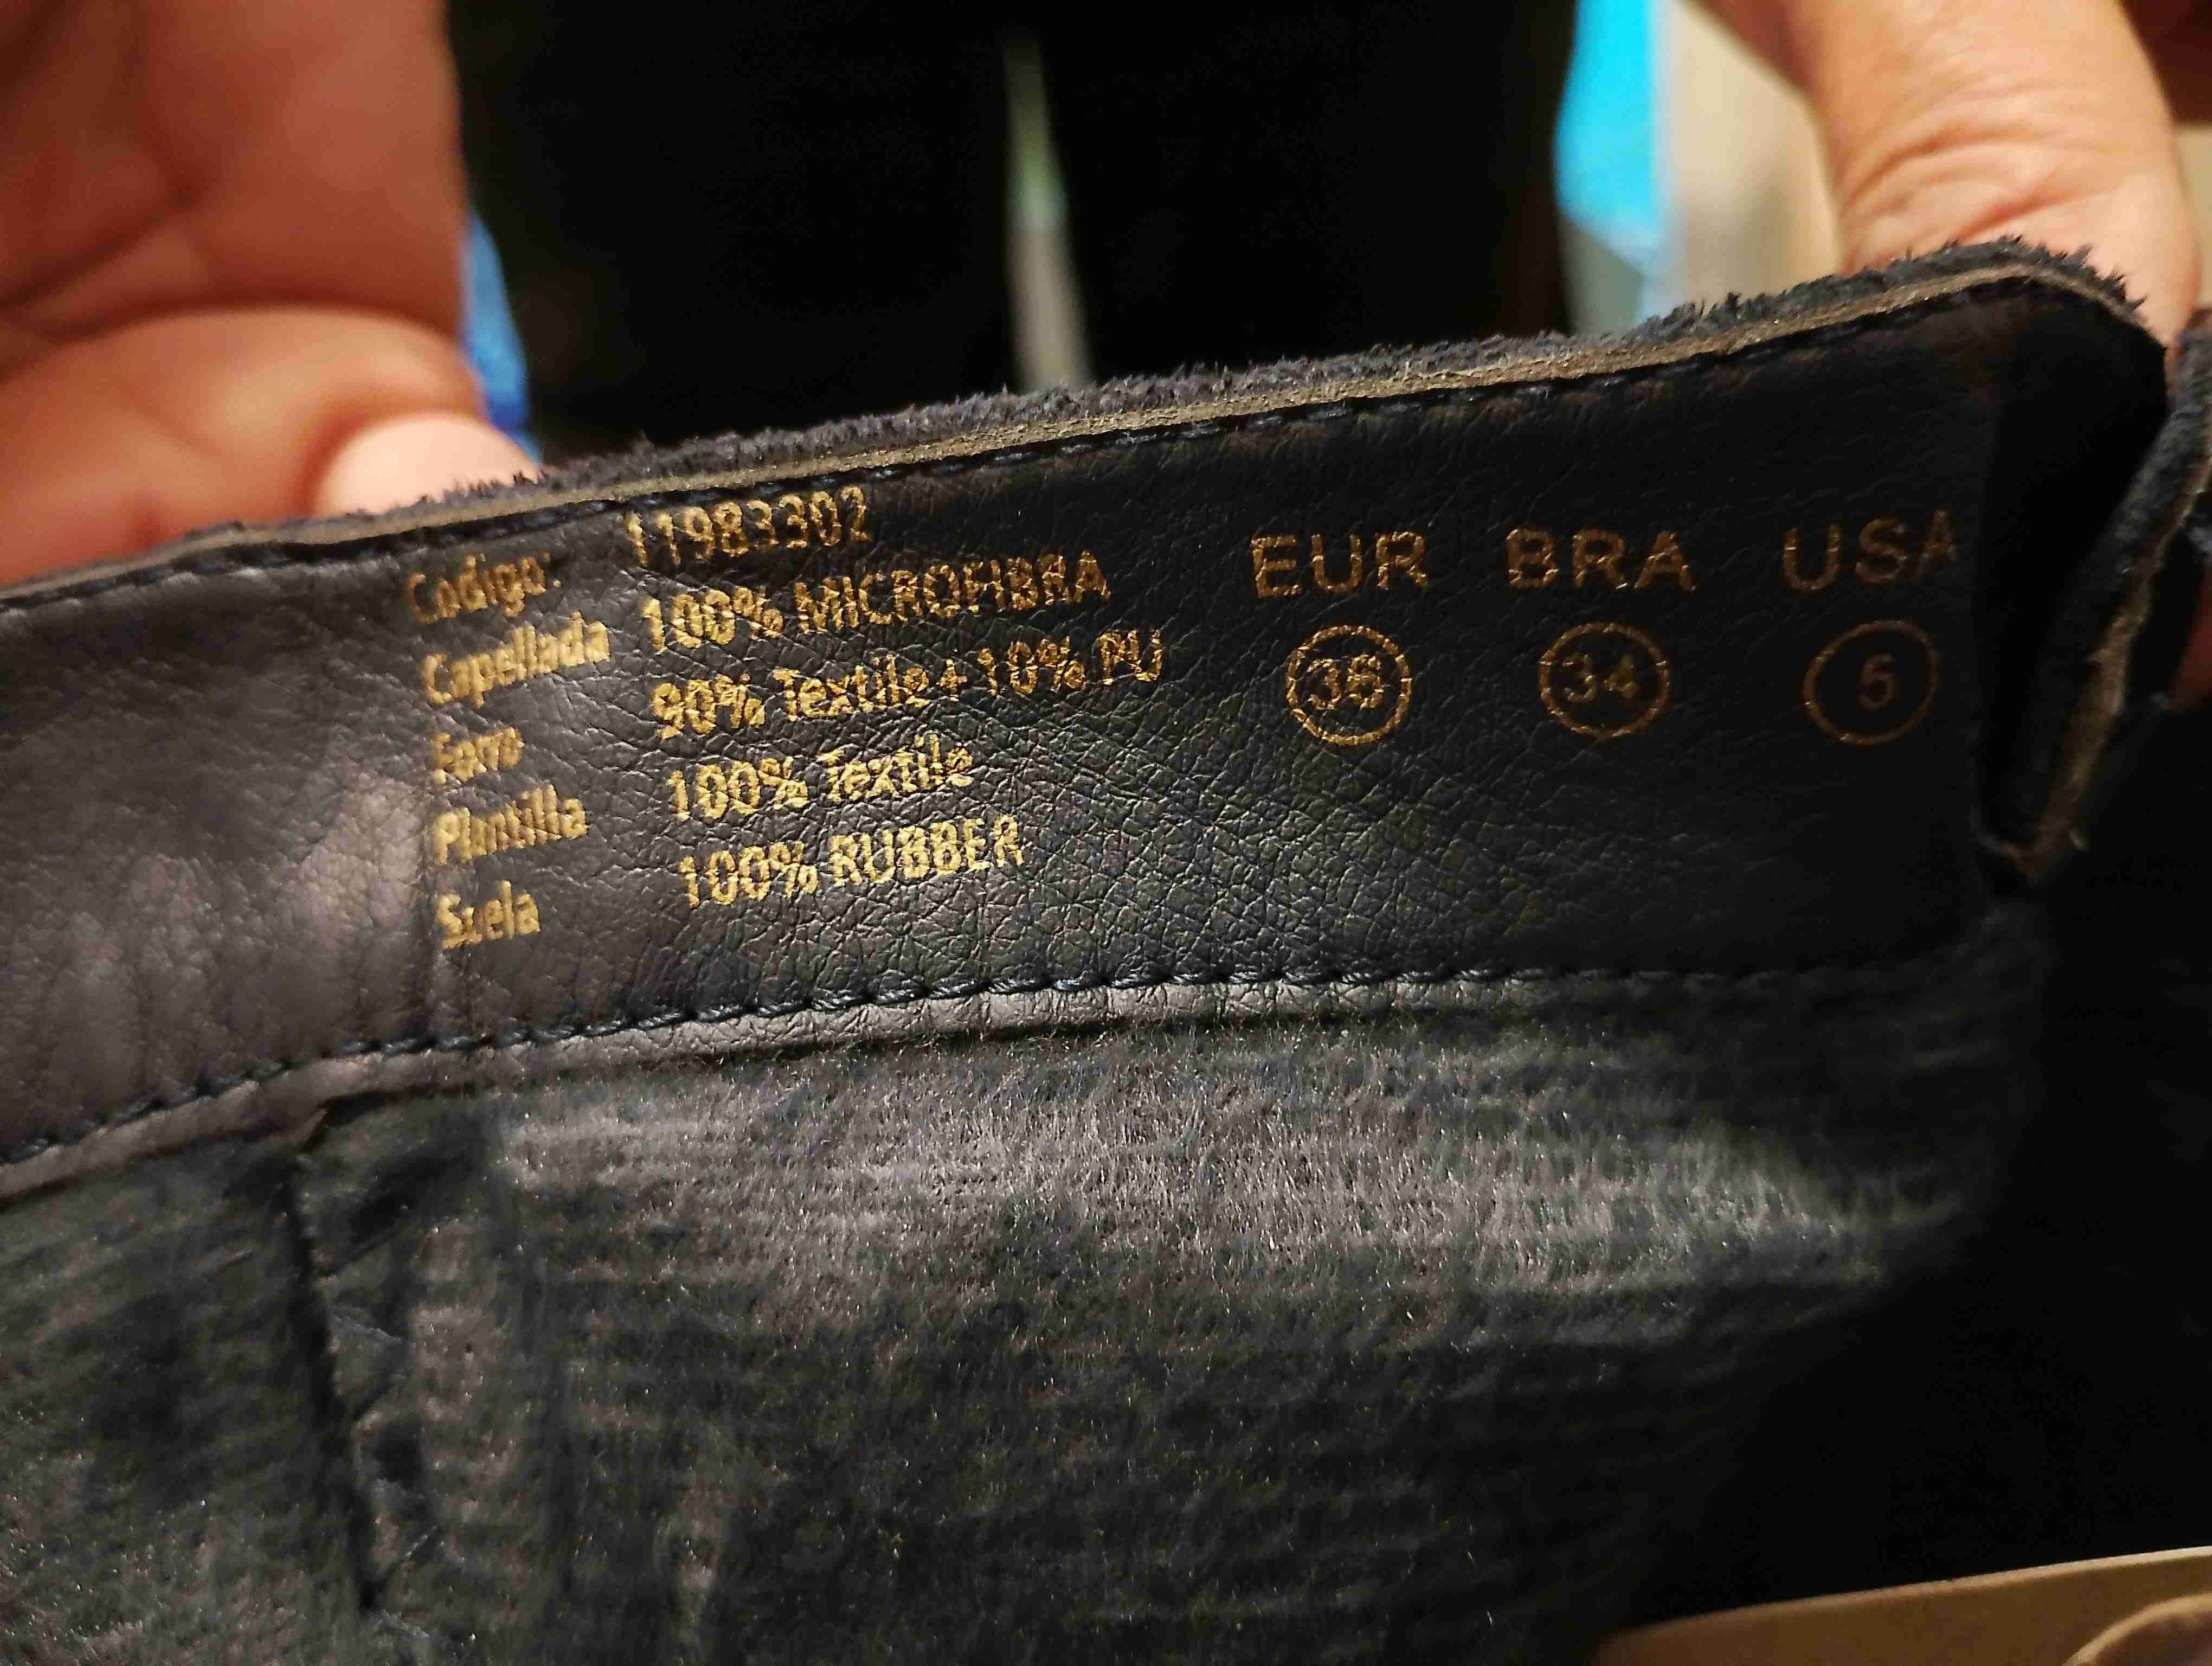 Codigo: 11983302
Capellada 100% MICROFIBRA
Forro 90% Textile+10% PU
Plantilla 100% Textile
Suela 100% RUBBER
EUR BRA USA
36 34 5